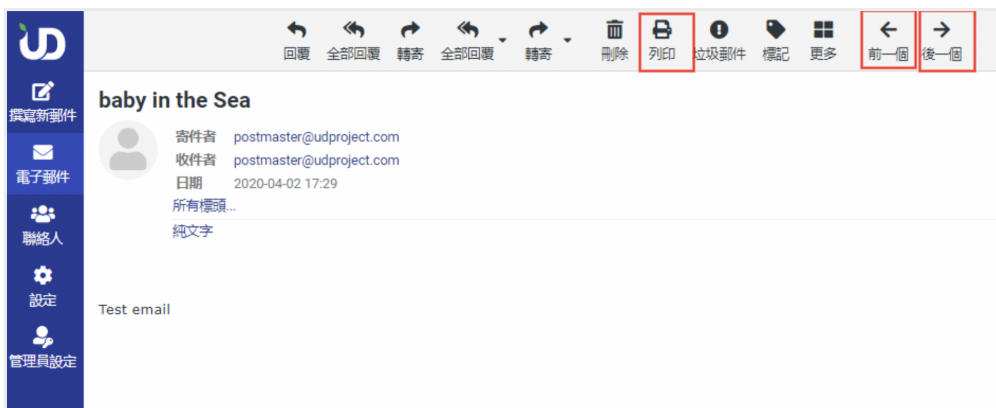 UD
回覆 全部回覆 轉寄 全部回覆 轉寄 刪除 列印 垃圾郵件 標記 更多 前一個 後一個
撰寫新郵件
電子郵件
聯絡人
設定
管理員設定
baby in the Sea
寄件者 postmaster@udproject.com
收件者 postmaster@udproject.com
日期 2020-04-02 17:29
所有標頭...
純文字
Test email